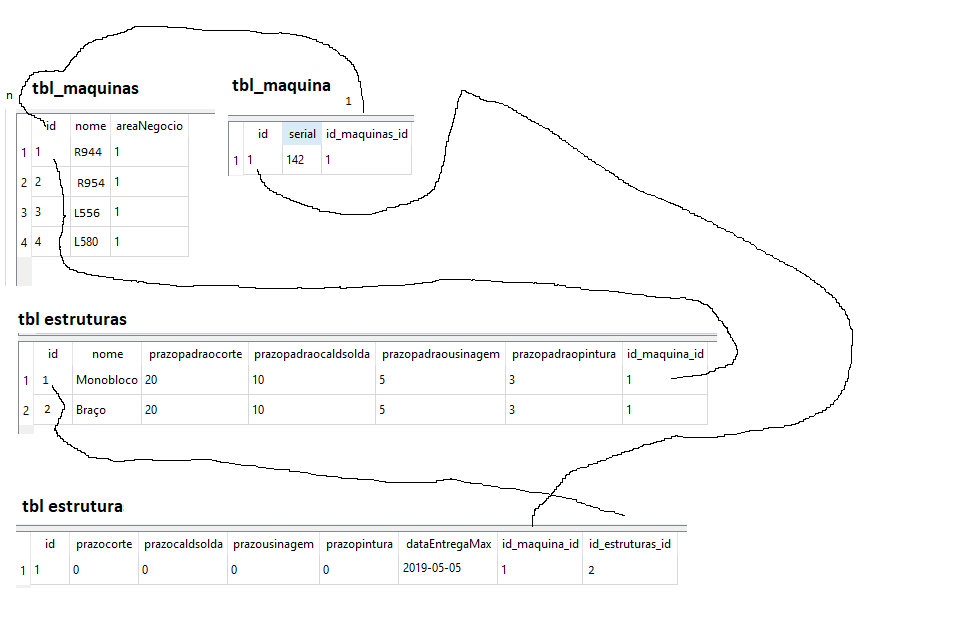 tbl_maquinas
n
id nome areaNegocio
1 1 R944 1
2 2 R954 1
3 3 L556 1
4 4 L580 1
tbl_maquina
1
id serial id_maquinas_id
1 1 142 1
tbl estruturas
id nome prazopadraocorte prazopadraocaldsolda prazopadraousinagem prazopadraopintura id_maquina_id
1 1 Monobloco 20 10 5 3 1
2 2 Braço 20 10 5 3 1
tbl estrutura
id prazocorte prazocaldsolda prazousinagem prazopintura dataEntregaMax id_maquina_id id_estruturas_id
1 1 0 0 0 0 2019-05-05 1 2